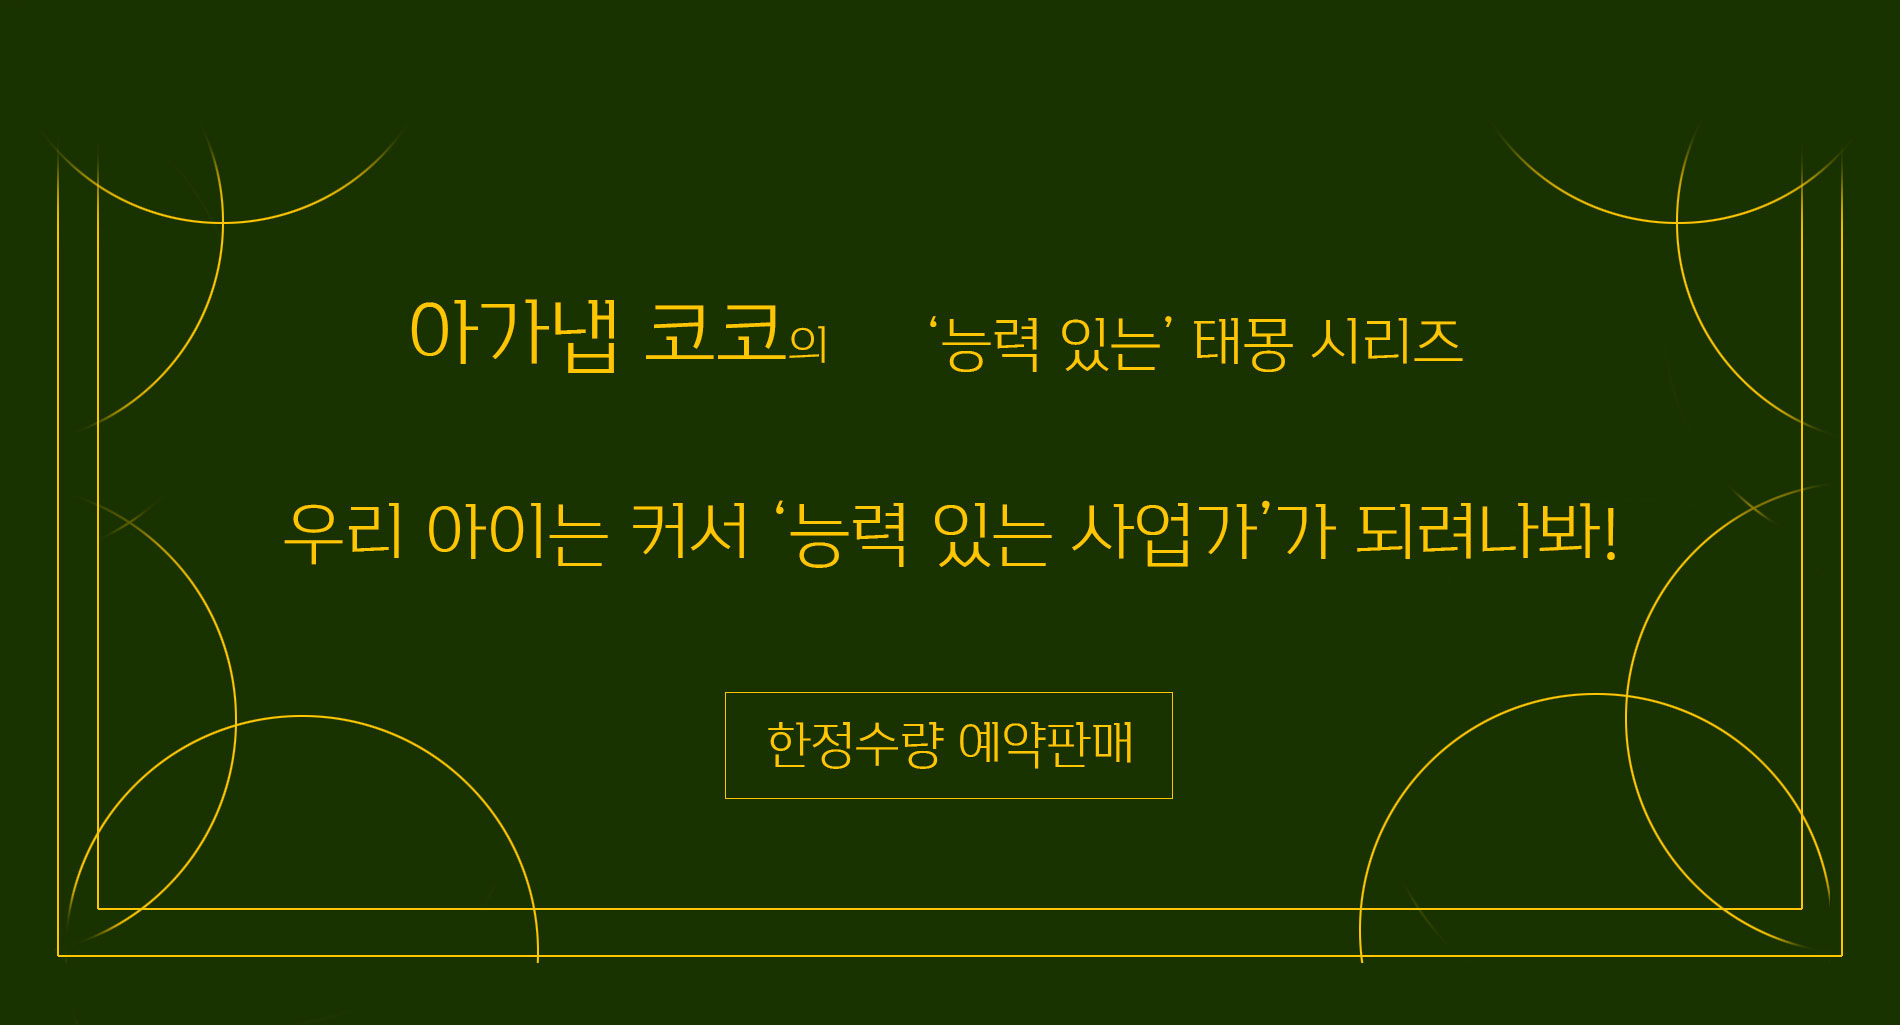 아가냅 코코의 ‘능력 있는’ 태몽 시리즈
우리 아이는 커서 ‘능력 있는 사업가’가 되려나봐!
한정수량 예약판매